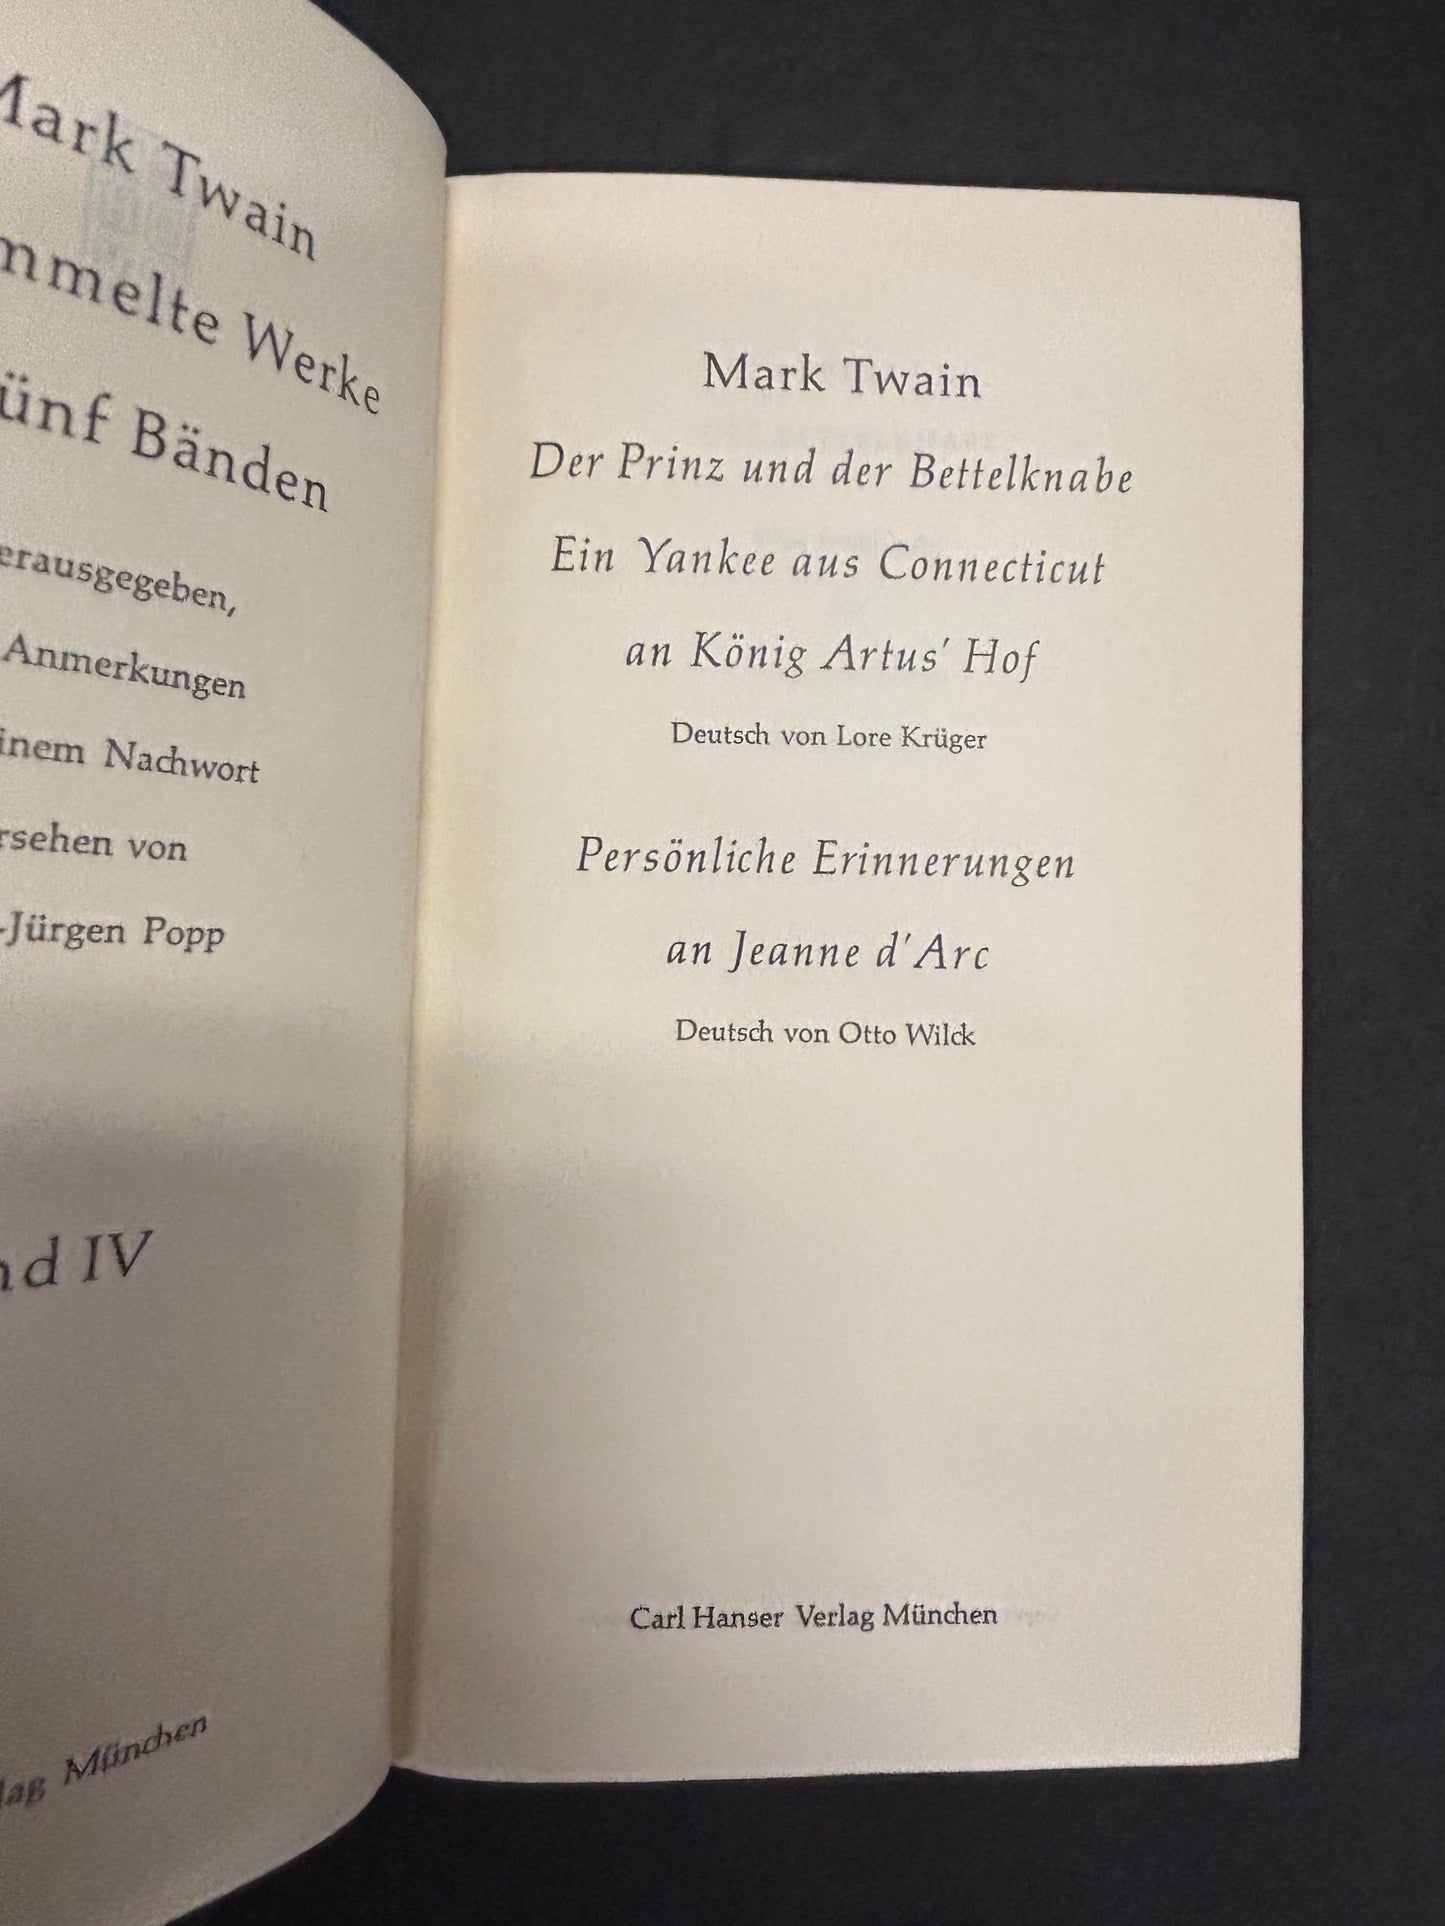 Mark Twain
mmelte Werke
ünf Bänden
erausgegeben,
Anmerkungen
inem Nachwort
rsehen von
-Jürgen Popp
nd IV
lag München
Mark Twain
Der Prinz und der Bettelknabe
Ein Yankee aus Connecticut
an König Artus' Hof
Deutsch von Lore Krüger
Persönliche Erinnerungen
an Jeanne d'Arc
Deutsch von Otto Wilck
Carl Hanser Verlag München